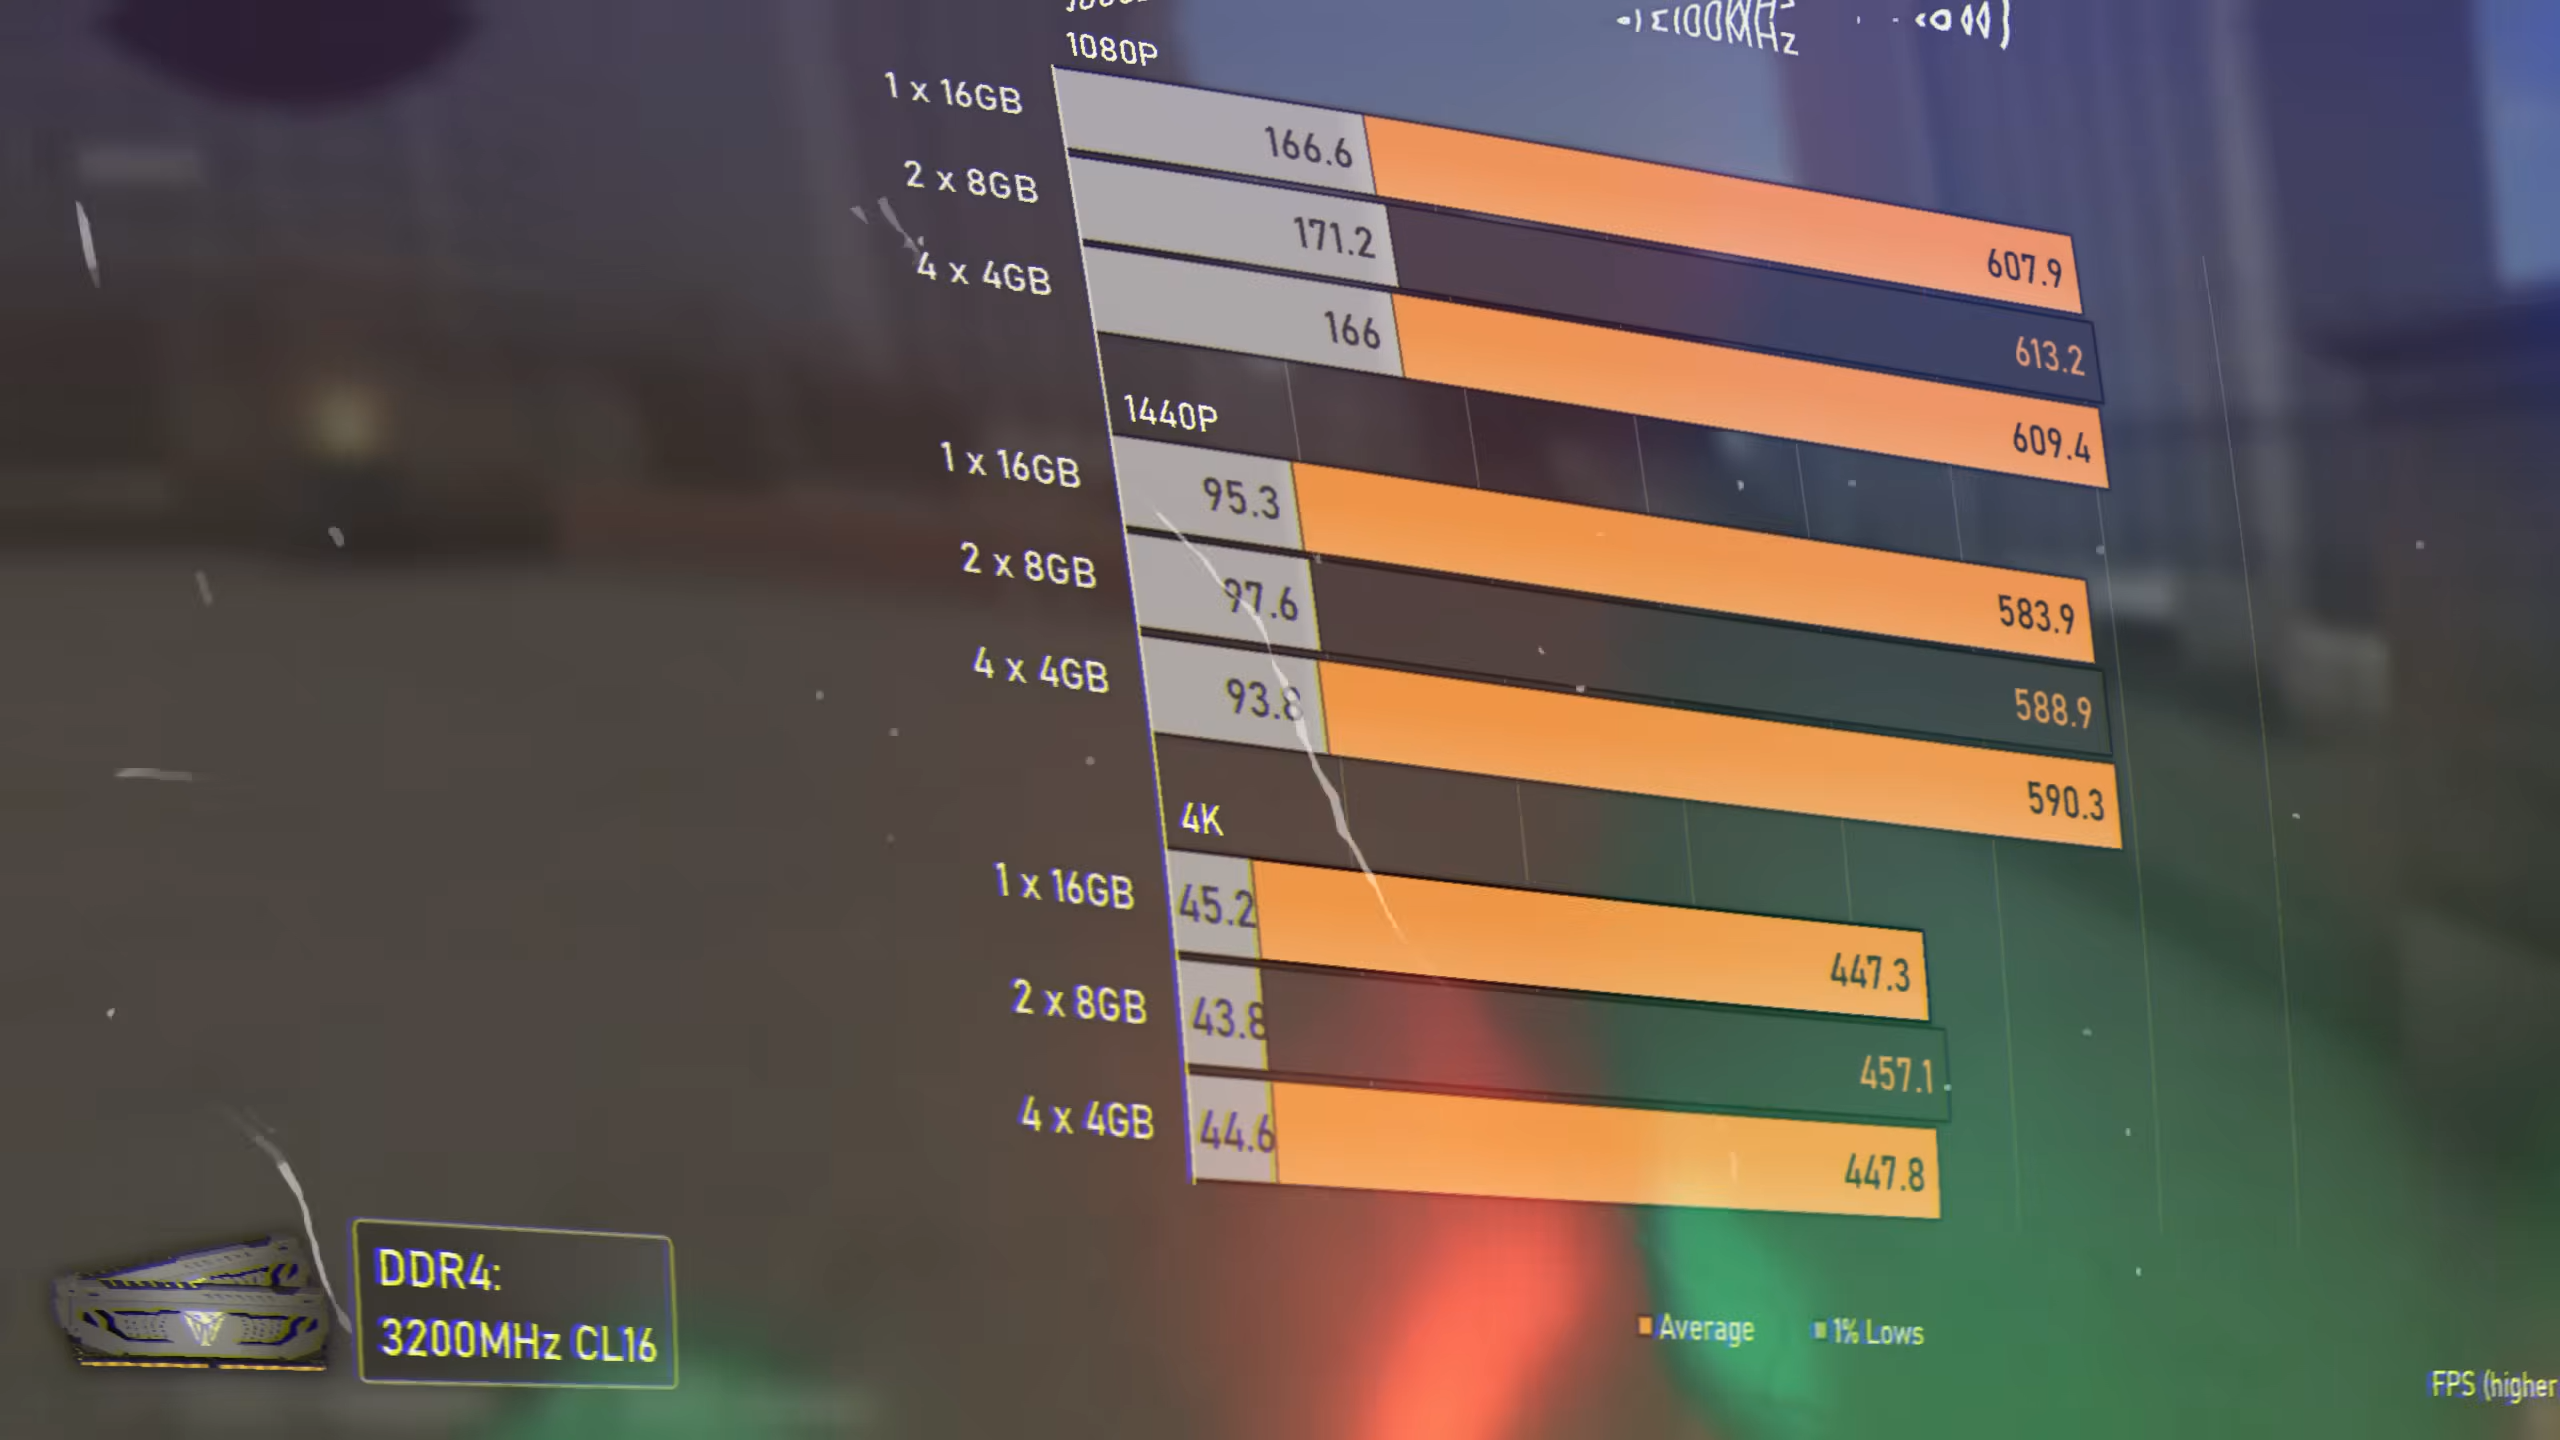 1080P
1 x 16GB
166.6
607.9
2 x 8GB
171.2
613.2
4 x 4GB
166
609.4
1440P
1 x 16GB
95.3
583.9
2 x 8GB
97.6
588.9
4 x 4GB
93.8
590.3
4K
1 x 16GB
45.2
447.3
2 x 8GB
43.8
457.1
4 x 4GB
44.6
447.8
DDR4:
3200MHz CL16
Average
1% Lows
FPS (higher